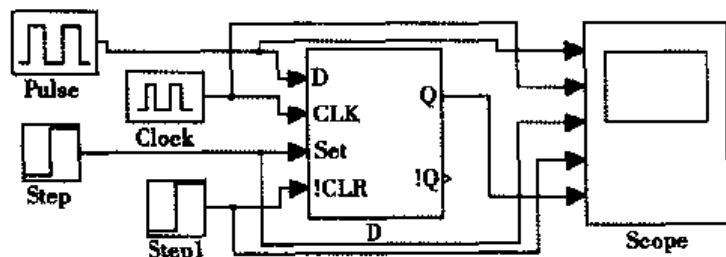 Pulse
D
CLK
Q
Clock
Set
Step
!CLR
!Q
Step1
D
Scope